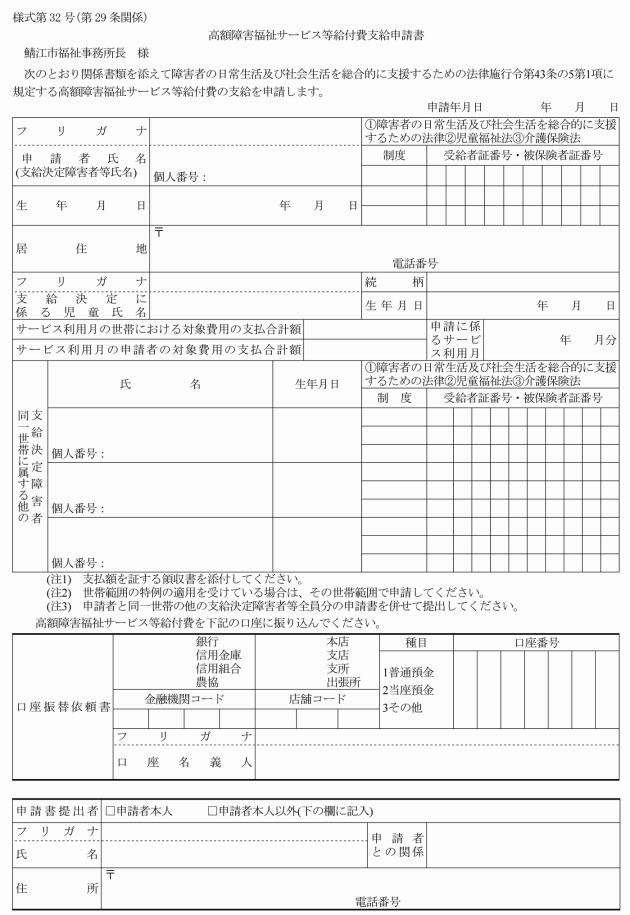 様式第32号(第29条関係)
高額障害福祉サービス等給付費支給申請書
鯖江市福祉事務所長　様
次のとおり関係書類を添えて障害者の日常生活及び社会生活を総合的に支援するための法律施行令第43条の5第1項に
規定する高額障害福祉サービス等給付費の支給を申請します。
申請年月日　　年　月　日
フリガナ
申請者氏名
(支給決定障害者等氏名)
個人番号：
①障害者の日常生活及び社会生活を総合的に支援
するための法律②児童福祉法③介護保険法
制度　受給者証番号・被保険者証番号
生年月日　　年　月　日
居住地
〒
電話番号
フリガナ
支給決定に
係る児童氏名
続柄
生年月日　　年　月　日
サービス利用月の世帯における対象費用の支払合計額
サービス利用月の申請者の対象費用の支払合計額
申請に係
るサービ
ス利用月
年　月分
同一世帯に属する他の
支給決定障害者
氏名　生年月日
①障害者の日常生活及び社会生活を総合的に支援
するための法律②児童福祉法③介護保険法
制度　受給者証番号・被保険者証番号
個人番号：
個人番号：
個人番号：
(注1)　支払額を証する領収書を添付してください。
(注2)　世帯範囲の特例の適用を受けている場合は、その世帯範囲で申請してください。
(注3)　申請者と同一世帯の他の支給決定障害者等全員分の申請書を併せて提出してください。
高額障害福祉サービス等給付費を下記の口座に振り込んでください。
口座振替依頼書
銀行　本店
信用金庫　支店
信用組合　支所
農協　出張所
種目　口座番号
1普通預金
2当座預金
3その他
金融機関コード　店舗コード
フリガナ
口座名義人
申請書提出者　□申請者本人　□申請者本人以外(下の欄に記入)
フリガナ
氏名
申請者
との関係
住所
〒
電話番号